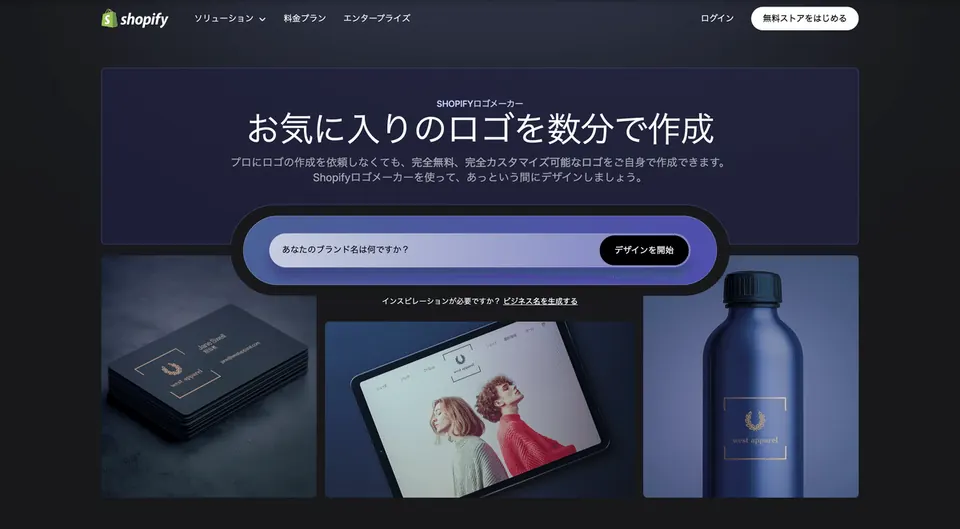 shopify
ソリューション
料金プラン
エンタープライズ
ログイン
無料ストアをはじめる
SHOPIFYロゴメーカー
お気に入りのロゴを数分で作成
プロにロゴの作成を依頼しなくても、完全無料、完全カスタマイズ可能なロゴをご自身で作成できます。
Shopifyロゴメーカーを使って、あっという間にデザインしましょう。
あなたのブランド名は何ですか？
デザインを開始
インスピレーションが必要ですか？ ビジネス名を生成する
west apparel
west apparel
west apparel